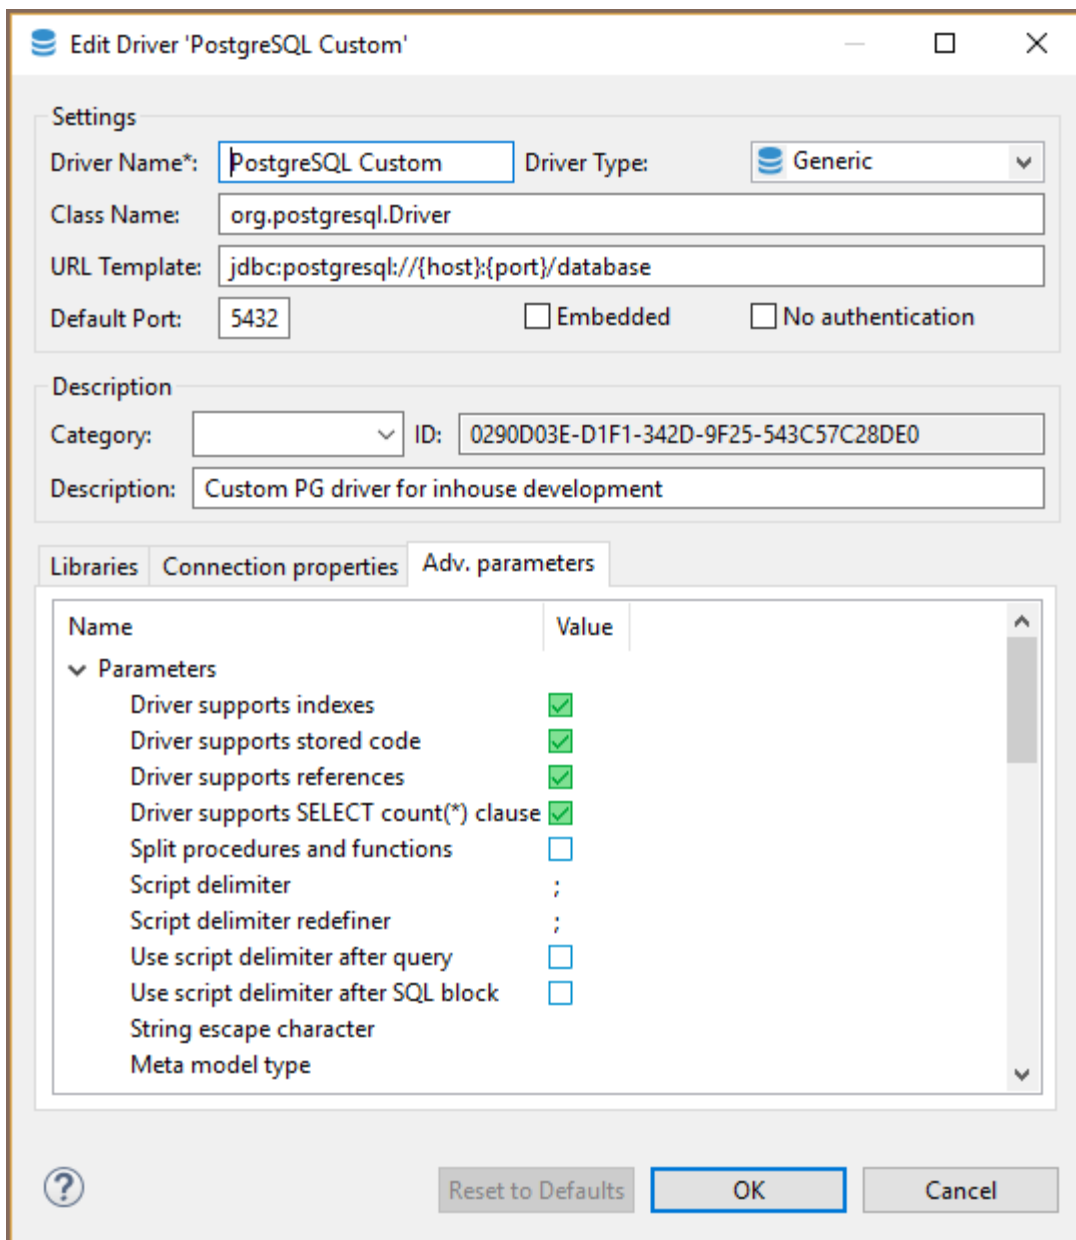 Edit Driver 'PostgreSQL Custom'
Settings
Driver Name*: PostgreSQL Custom Driver Type: Generic
Class Name: org.postgresql.Driver
URL Template: jdbc:postgresql://{host}:{port}/database
Default Port: 5432 Embedded No authentication
Description
Category: ID: 0290D03E-D1F1-342D-9F25-543C57C28DE0
Description: Custom PG driver for inhouse development
Libraries Connection properties Adv. parameters
Name Value
Parameters
Driver supports indexes
Driver supports stored code
Driver supports references
Driver supports SELECT count(*) clause
Split procedures and functions
Script delimiter ;
Script delimiter redefiner ;
Use script delimiter after query
Use script delimiter after SQL block
String escape character
Meta model type
? Reset to Defaults OK Cancel